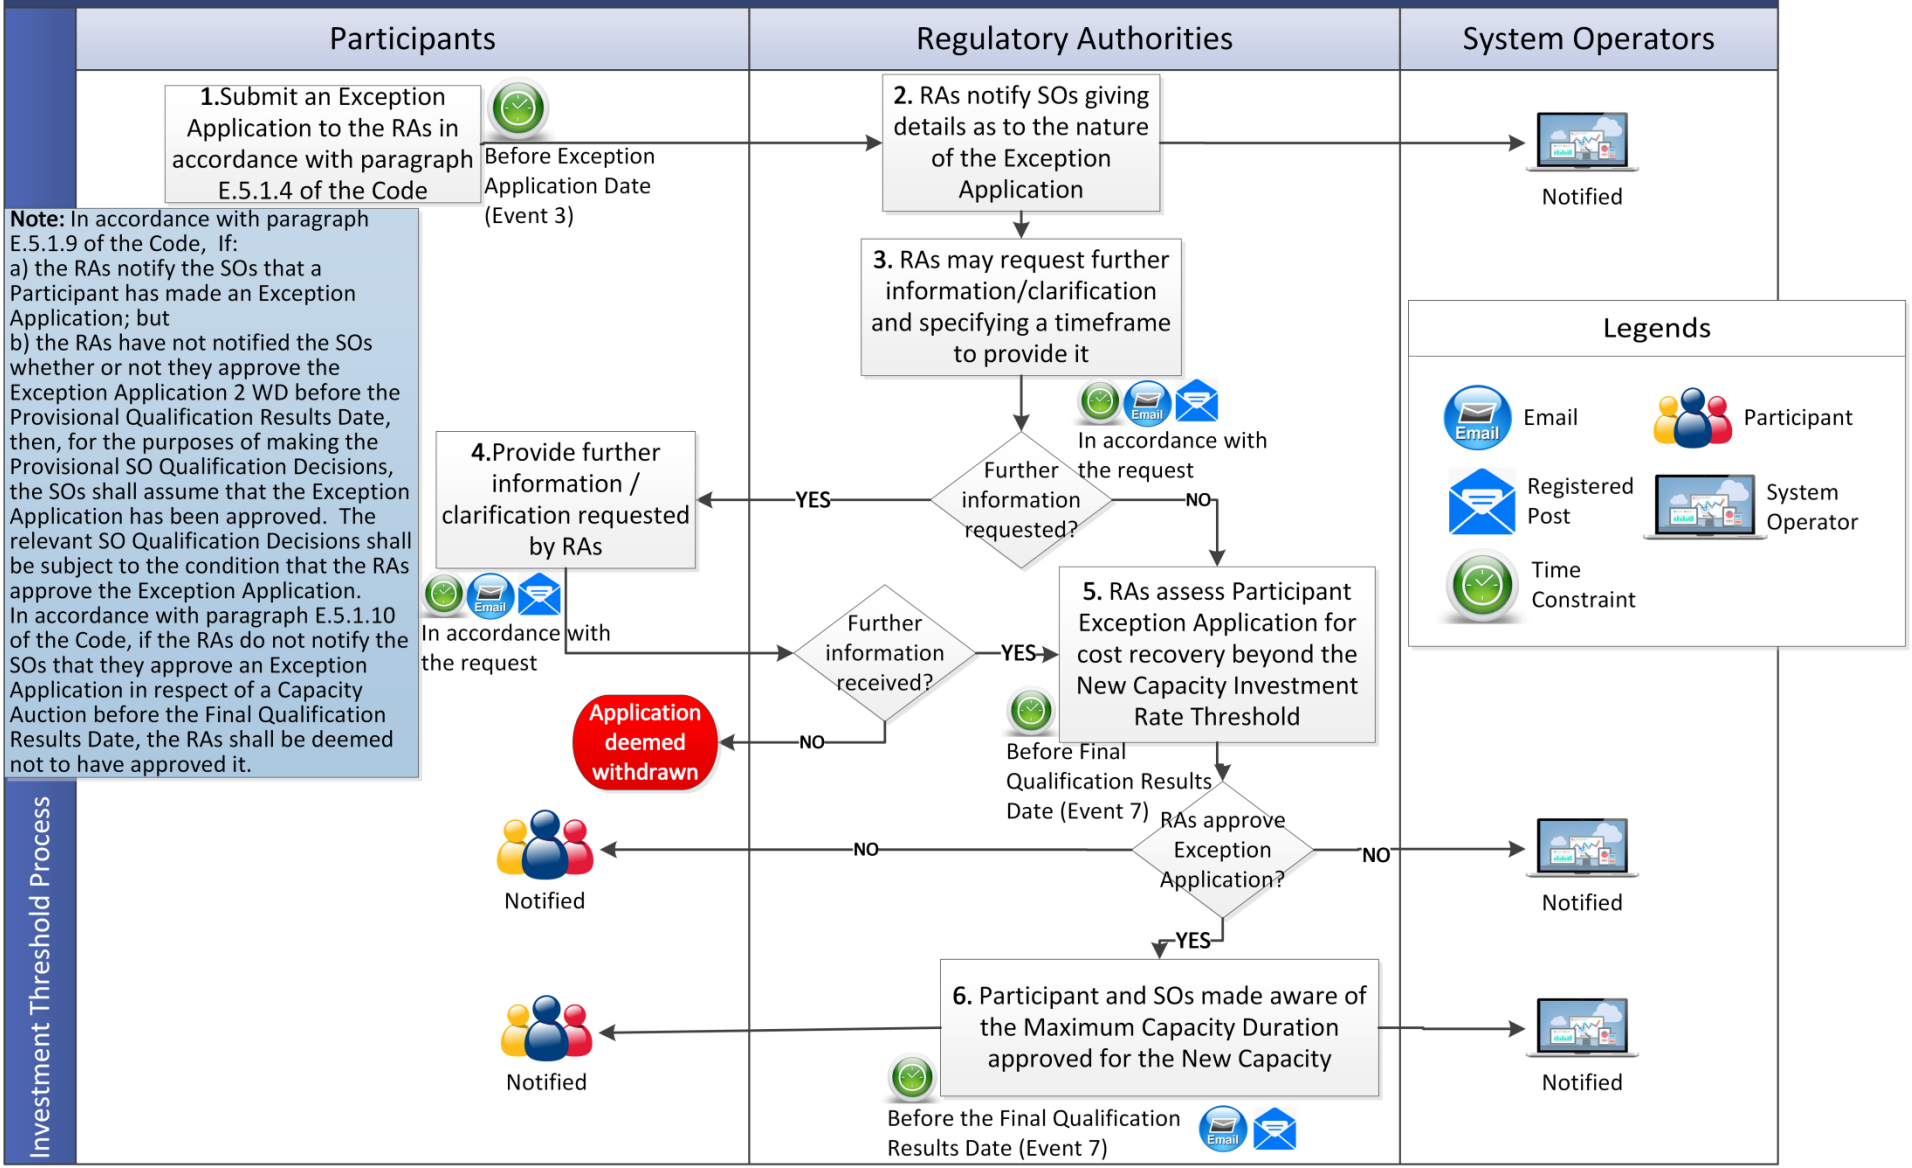 Participants
Regulatory Authorities
System Operators
1.Submit an Exception
Application to the RAs in
accordance with paragraph
E.5.1.4 of the Code
Before Exception
Application Date
(Event 3)
2. RAs notify SOs giving
details as to the nature
of the Exception
Application
Notified
Note: In accordance with paragraph
E.5.1.9 of the Code, If:
a) the RAs notify the SOs that a
Participant has made an Exception
Application; but
b) the RAs have not notified the SOs
whether or not they approve the
Exception Application 2 WD before the
Provisional Qualification Results Date,
then, for the purposes of making the
Provisional SO Qualification Decisions,
the SOs shall assume that the Exception
Application has been approved. The
relevant SO Qualification Decisions shall
be subject to the condition that the RAs
approve the Exception Application.
In accordance with paragraph E.5.1.10
of the Code, if the RAs do not notify the
SOs that they approve an Exception
Application in respect of a Capacity
Auction before the Final Qualification
Results Date, the RAs shall be deemed
not to have approved it.
3. RAs may request further
information/clarification
and specifying a timeframe
to provide it
Email
In accordance with
the request
Further
information
requested?
YES
NO
4.Provide further
information /
clarification requested
by RAs
Email
In accordance with
the request
Further
information
received?
YES
NO
Application
deemed
withdrawn
5. RAs assess Participant
Exception Application for
cost recovery beyond the
New Capacity Investment
Rate Threshold
Before Final
Qualification Results
Date (Event 7)
RAs approve
Exception
Application?
NO
NO
Notified
Notified
YES
6. Participant and SOs made aware of
the Maximum Capacity Duration
approved for the New Capacity
Notified
Notified
Before the Final Qualification
Results Date (Event 7)
Email
Legends
Email
Email
Participant
Registered
Post
System
Operator
Time
Constraint
Investment Threshold Process